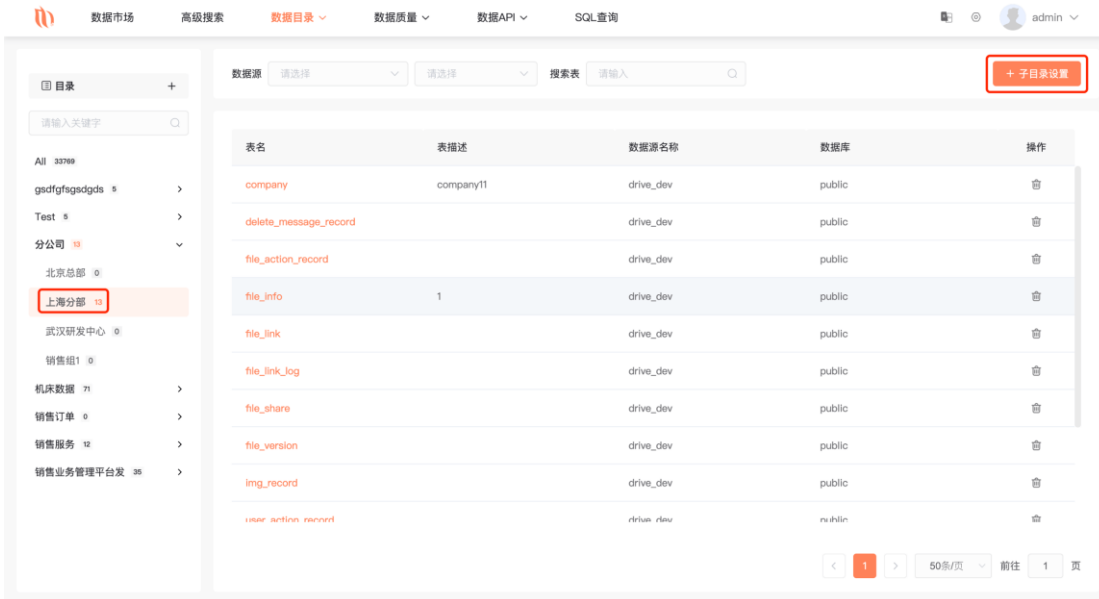 数据市场 高级搜索 数据目录 数据质量 数据API SQL查询 admin
目录 +
请输入关键字
All 33769
gsdfgfsgsdgds 5
Test 5
分公司 13
北京总部 0
上海分部 13
武汉研发中心 0
销售组1 0
机床数据 71
销售订单 0
销售服务 12
销售业务管理平台发 35
数据源 请选择 请选择 搜索表 请输入 + 子目录设置
表名 表描述 数据源名称 数据库 操作
company company11 drive_dev public
delete_message_record drive_dev public
file_action_record drive_dev public
file_info 1 drive_dev public
file_link drive_dev public
file_link_log drive_dev public
file_share drive_dev public
file_version drive_dev public
img_record drive_dev public
user_action_record drive_dev public
< 1 > 50条/页 前往 1 页